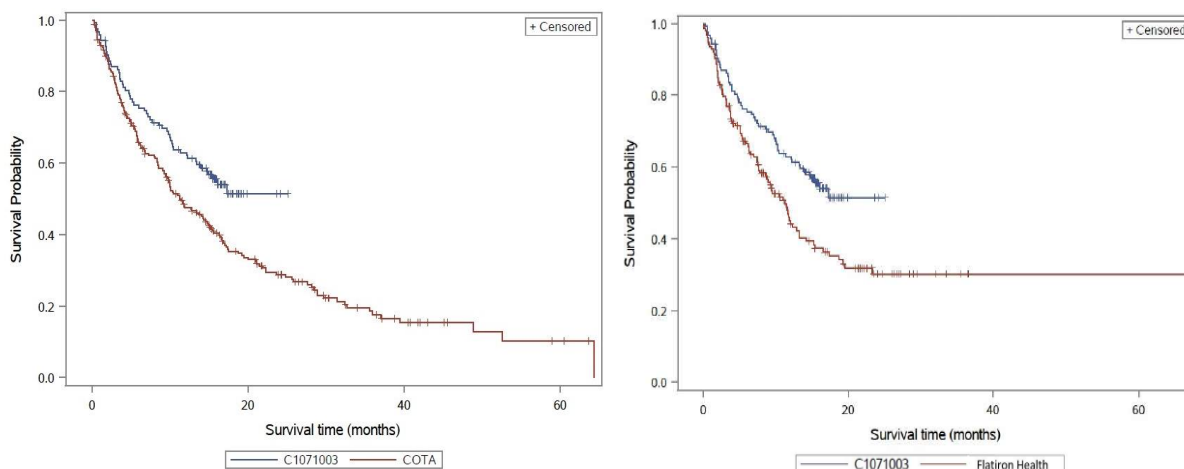 + Censored
1.0
0.8
0.6
0.4
0.2
0.0
Survival Probability
0
20
40
60
Survival time (months)
C1071003
COTA
+ Censored
1.0
0.8
0.6
0.4
0.2
0.0
Survival Probability
0
20
40
60
Survival time (months)
C1071003
Flatiron Health